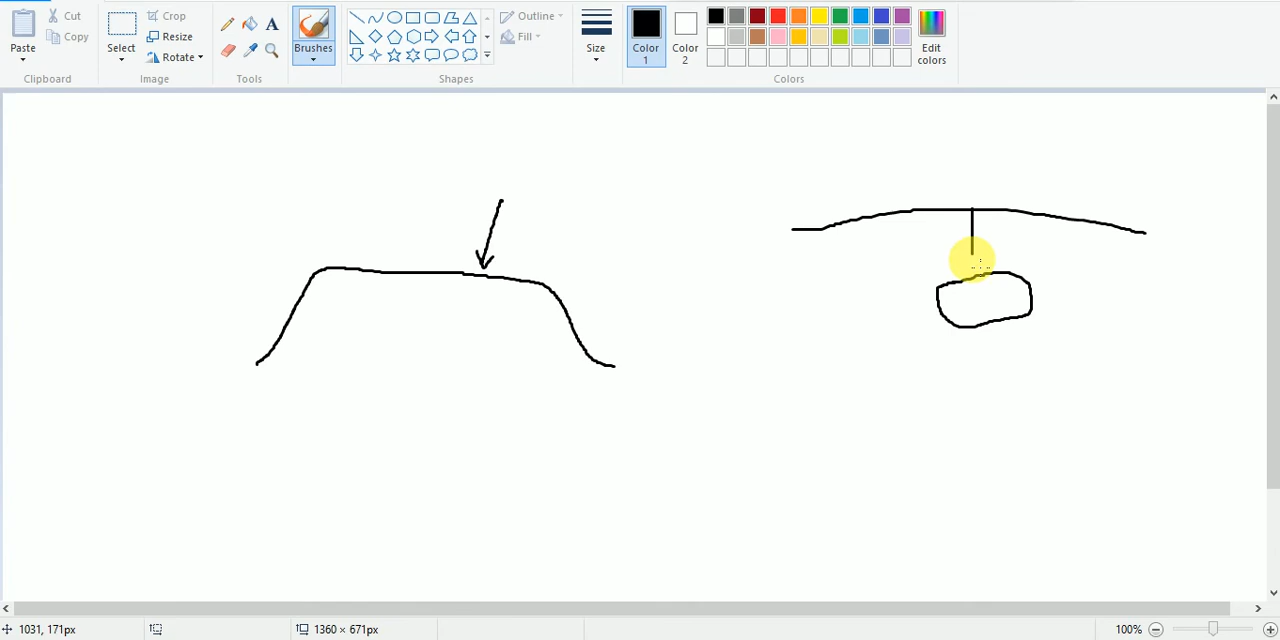 Paste
Cut
Copy
Clipboard
Select
Crop
Resize
Rotate
Image
A
Tools
Brushes
Outline
Fill
Shapes
Size
Color 1
Color 2
Edit colors
Colors
1031, 171px
1360 × 671px
100%